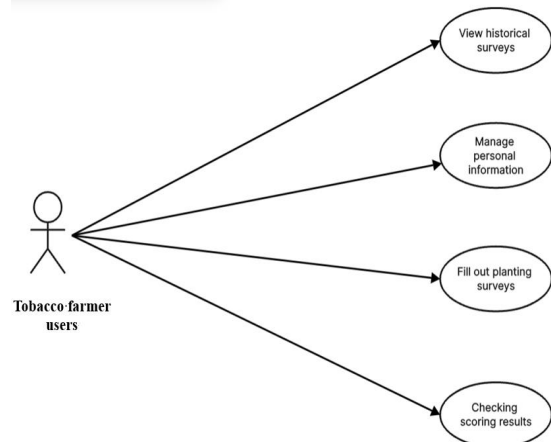 View historical
surveys
Manage
personal
information
Fill out planting
surveys
Tobacco·farmer
users
Checking
scoring results